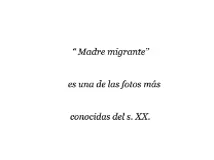 “ Madre migrante”
es una de las fotos más
conocidas del s. XX.